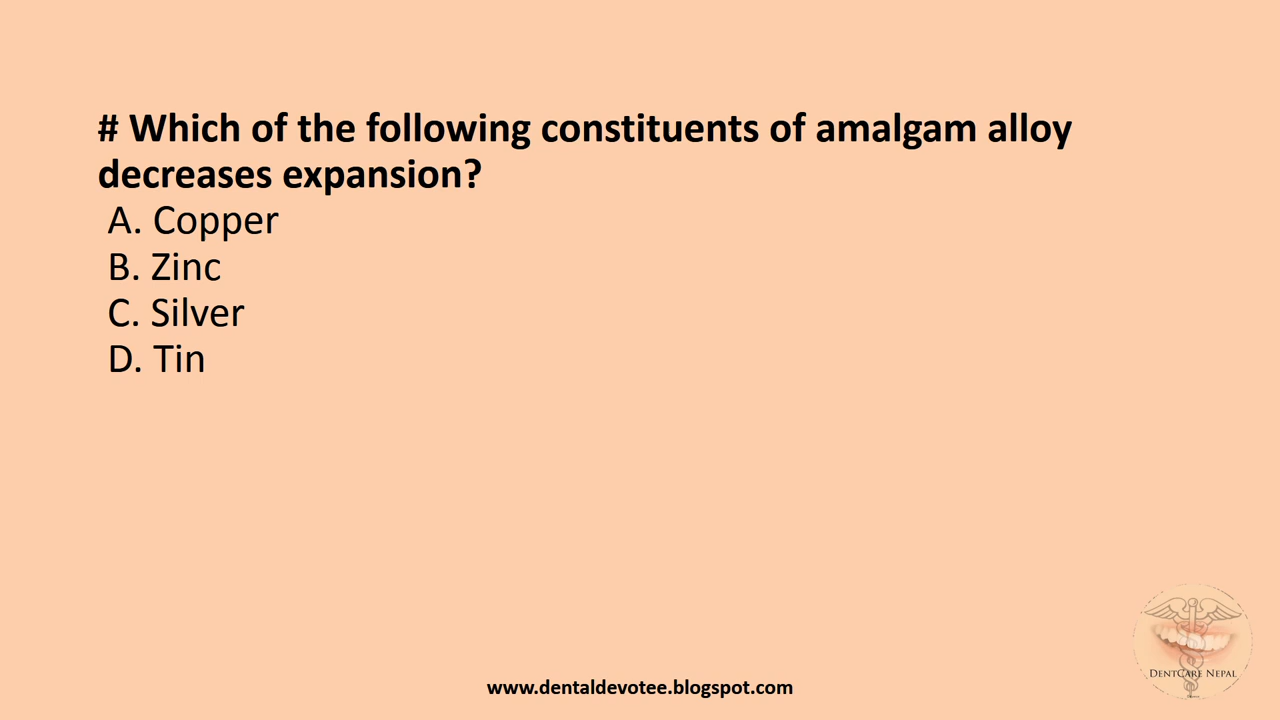 # Which of the following constituents of amalgam alloy
decreases expansion?
A. Copper
B. Zinc
C. Silver
D. Tin
DentCare Nepal
www.dentaldevotee.blogspot.com